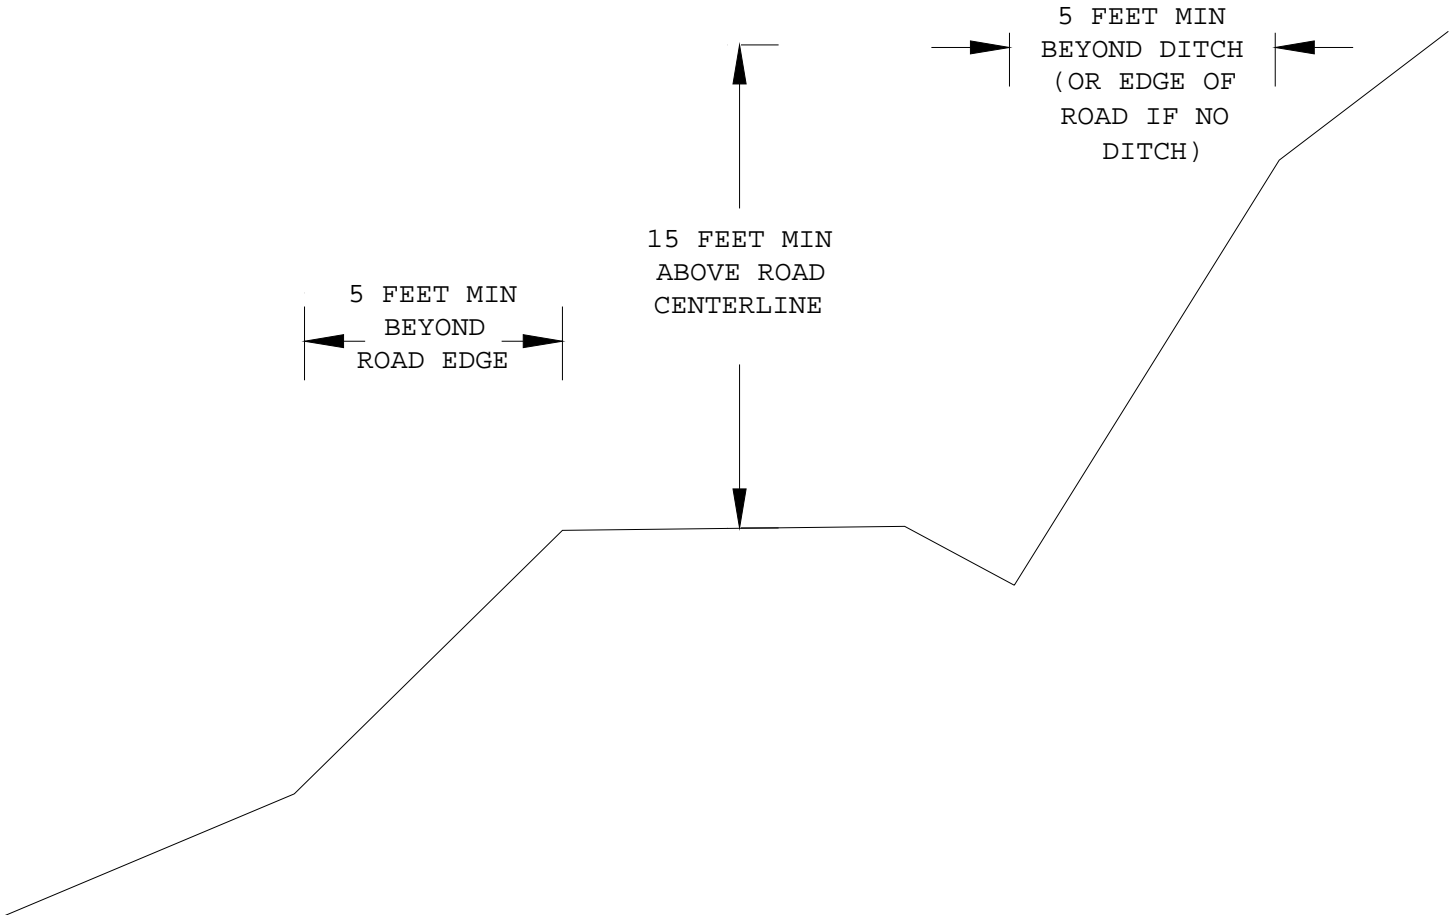 5 FEET MIN
BEYOND DITCH
(OR EDGE OF
ROAD IF NO
DITCH)
15 FEET MIN
ABOVE ROAD
CENTERLINE
5 FEET MIN
BEYOND
ROAD EDGE